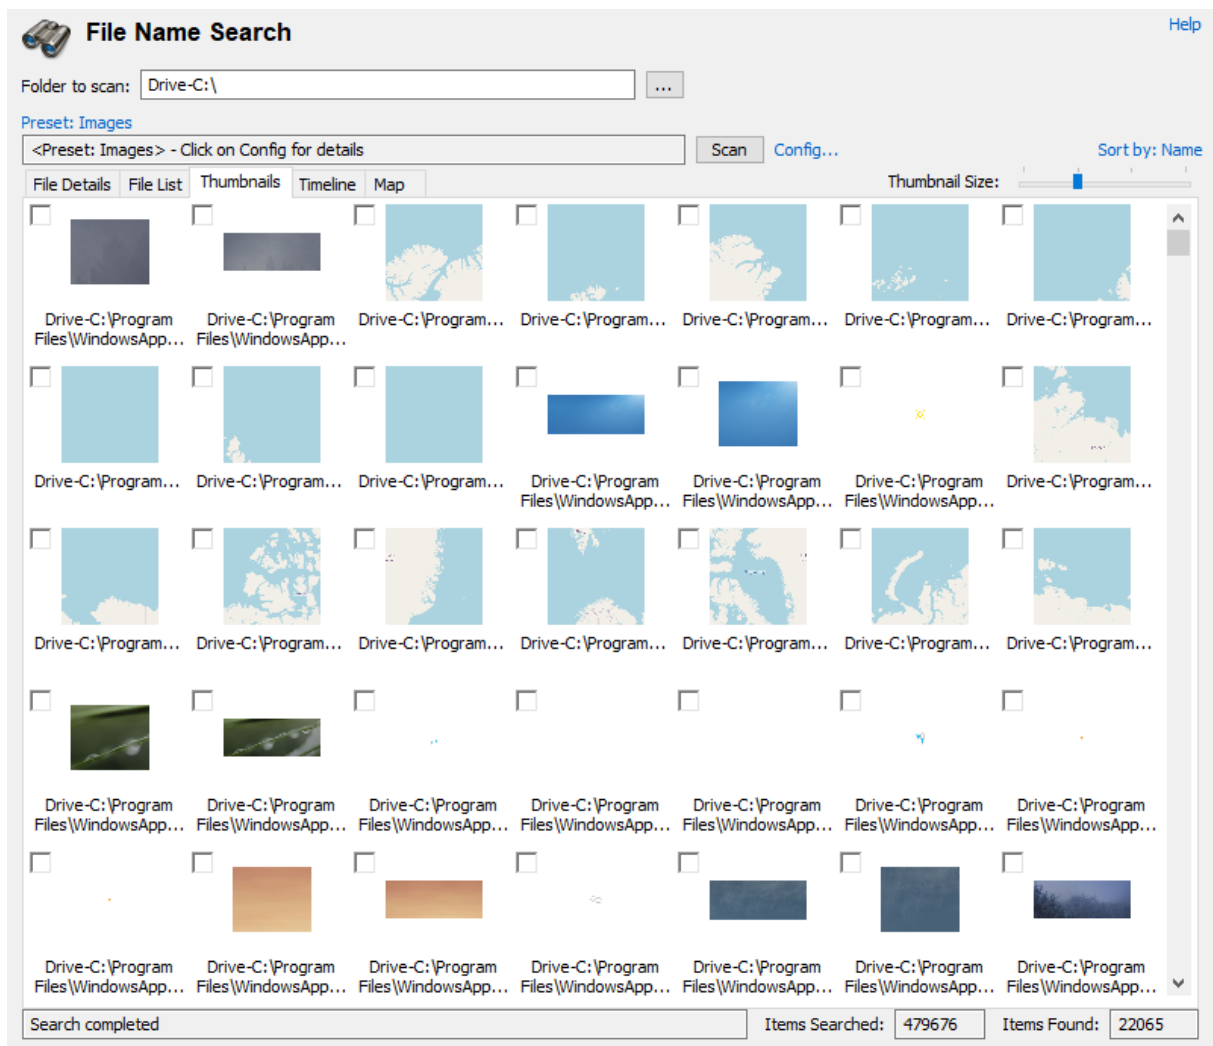 File Name Search
Help
Folder to scan: Drive-C:\ ...
Preset: Images
<Preset: Images> - Click on Config for details Scan Config... Sort by: Name
File Details File List Thumbnails Timeline Map Thumbnail Size:
Drive-C:\Program Drive-C:\Program Drive-C:\Program... Drive-C:\Program... Drive-C:\Program... Drive-C:\Program... Drive-C:\Program...
Files\WindowsApp... Files\WindowsApp...
Drive-C:\Program... Drive-C:\Program... Drive-C:\Program... Drive-C:\Program Drive-C:\Program Drive-C:\Program Drive-C:\Program...
Files\WindowsApp... Files\WindowsApp... Files\WindowsApp...
Drive-C:\Program... Drive-C:\Program... Drive-C:\Program... Drive-C:\Program... Drive-C:\Program... Drive-C:\Program... Drive-C:\Program...
Drive-C:\Program Drive-C:\Program Drive-C:\Program Drive-C:\Program Drive-C:\Program Drive-C:\Program Drive-C:\Program
Files\WindowsApp... Files\WindowsApp... Files\WindowsApp... Files\WindowsApp... Files\WindowsApp... Files\WindowsApp... Files\WindowsApp...
Drive-C:\Program Drive-C:\Program Drive-C:\Program Drive-C:\Program Drive-C:\Program Drive-C:\Program Drive-C:\Program
Files\WindowsApp... Files\WindowsApp... Files\WindowsApp... Files\WindowsApp... Files\WindowsApp... Files\WindowsApp... Files\WindowsApp...
Search completed Items Searched: 479676 Items Found: 22065